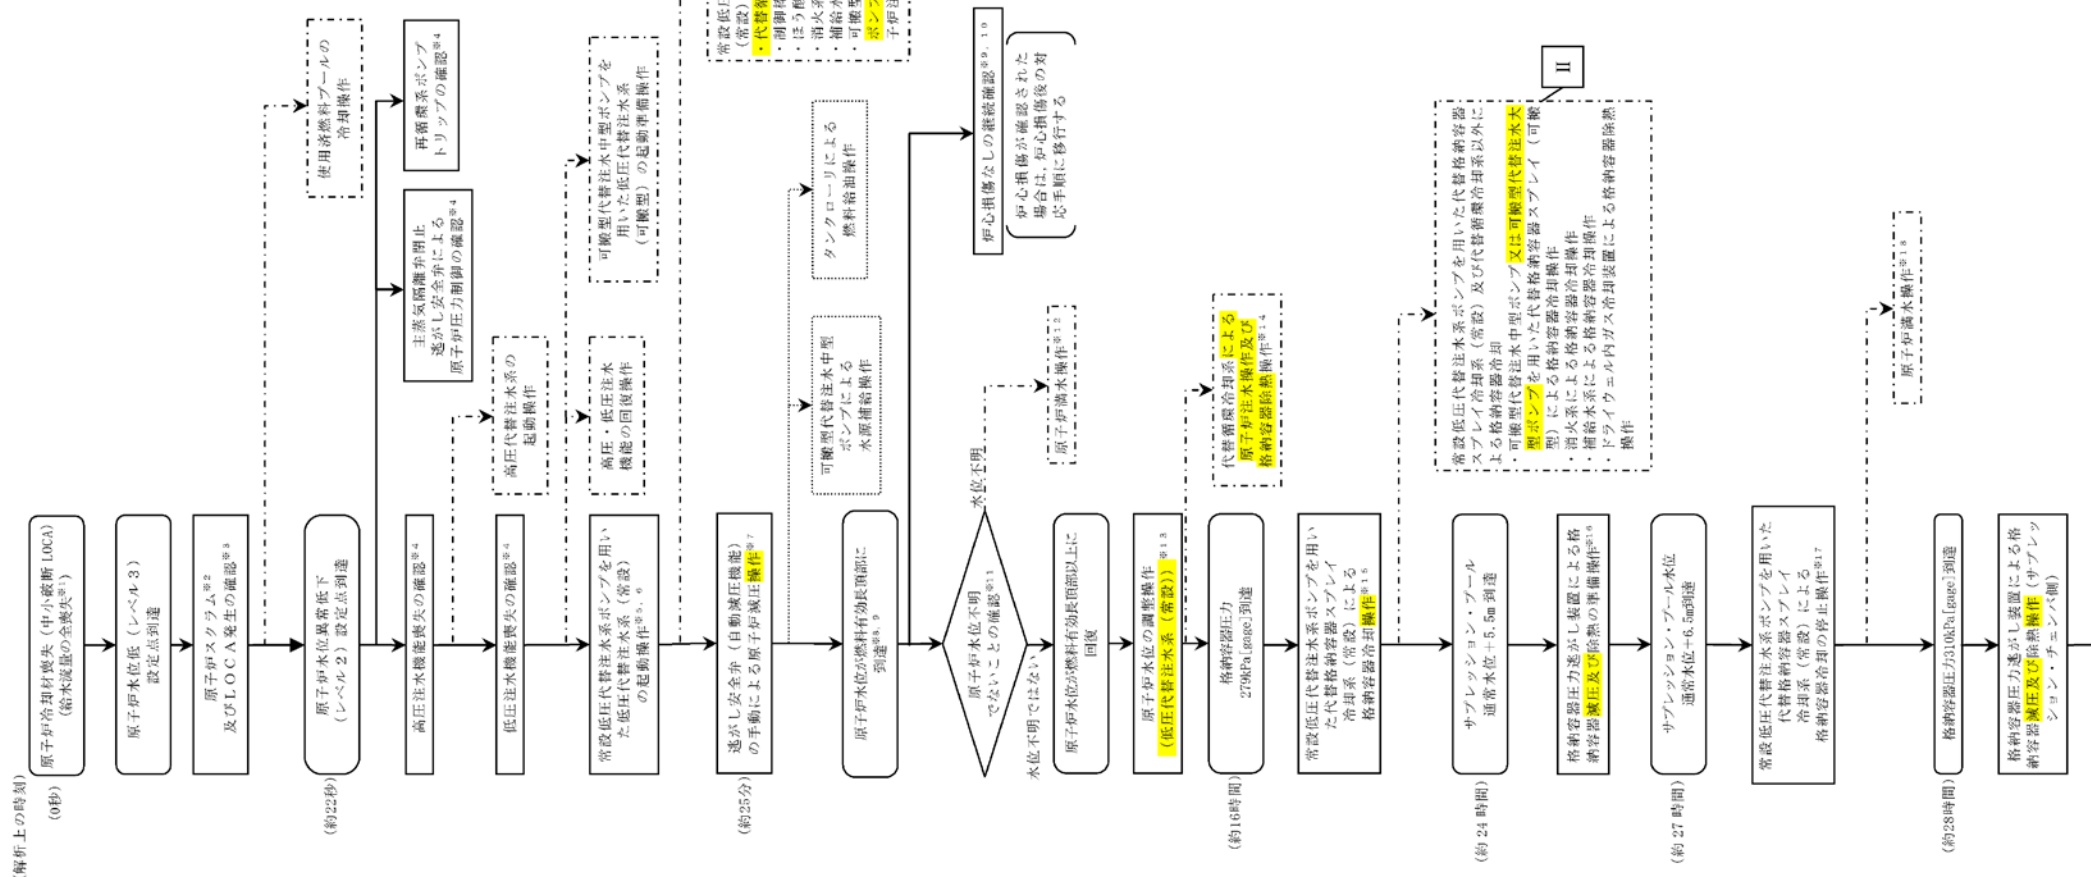 (解析上の時刻)
(0秒)
原子炉冷却材喪失（中小破断 LOCA）
(給水流量の全喪失※１)
原子炉水位低（レベル３）
設定点到達
原子炉スクラム※２
及びＬＯＣＡ発生の確認※３
使用済燃料プールの
冷却操作
(約22秒)
原子炉水位異常低下
（レベル２）設定点到達
主蒸気隔離弁閉止
逃がし安全弁による
原子炉圧力制御の確認※４
再循環系ポンプ
トリップの確認※４
高圧注水機能喪失の確認※４
高圧代替注水系の
起動操作
低圧注水機能喪失の確認※４
高圧・低圧注水
機能の回復操作
可搬型代替注水中型ポンプを
用いた低圧代替注水系
（可搬型）の起動準備操作
常設低圧代替注水系ポンプを用い
た低圧代替注水系（常設）
の起動操作※５，６
常設低圧
（常設）
・代替循
・制御棒
・ほう酸
・消火系
・補給水
・可搬型
ポンプ
子炉注
(約25分)
逃がし安全弁（自動減圧機能）
の手動による原子炉減圧操作※７
可搬型代替注水中型
ポンプによる
水源補給操作
タンクローリによる
燃料給油操作
原子炉水位が燃料有効長頂部に
到達※８，９
炉心損傷なしの継続確認※９，１０
炉心損傷が確認された
場合は，炉心損傷後の対
応手順に移行する
原子炉水位不明
でないことの確認※１１
水位不明
水位不明ではない
原子炉満水操作※１２
原子炉水位が燃料有効長頂部以上に
回復
原子炉水位の調整操作
（低圧代替注水系（常設））※１３
代替循環冷却系による
原子炉注水操作及び
格納容器除熱操作※１４
(約16時間)
格納容器圧力
279kPa[gage]到達
常設低圧代替注水系ポンプを用い
た代替格納容器スプレイ
冷却系（常設）による
格納容器冷却操作※１５
常設低圧代替注水系ポンプを用いた代替格納容器
スプレイ冷却系（常設）及び代替循環冷却系以外に
よる格納容器冷却
・可搬型代替注水中型ポンプ又は可搬型代替注水大
型ポンプを用いた代替格納容器スプレイ（可搬
型）による格納容器冷却操作
・消火系による格納容器冷却操作
・補給水系による格納容器冷却操作
・ドライウェル内ガス冷却装置による格納容器除熱
操作
Ⅱ
(約 24 時間)
サプレッション・プール
通常水位＋5.5m 到達
格納容器圧力逃がし装置による格
納容器減圧及び除熱の準備操作※１６
(約 27 時間)
サプレッション・プール水位
通常水位＋6.5m到達
常設低圧代替注水系ポンプを用いた
代替格納容器スプレイ
冷却系（常設）による
格納容器冷却の停止操作※１７
原子炉満水操作※１８
(約28時間)
格納容器圧力310kPa[gage]到達
格納容器圧力逃がし装置による格
納容器減圧及び除熱操作（サプレッ
ション・チェンバ側）